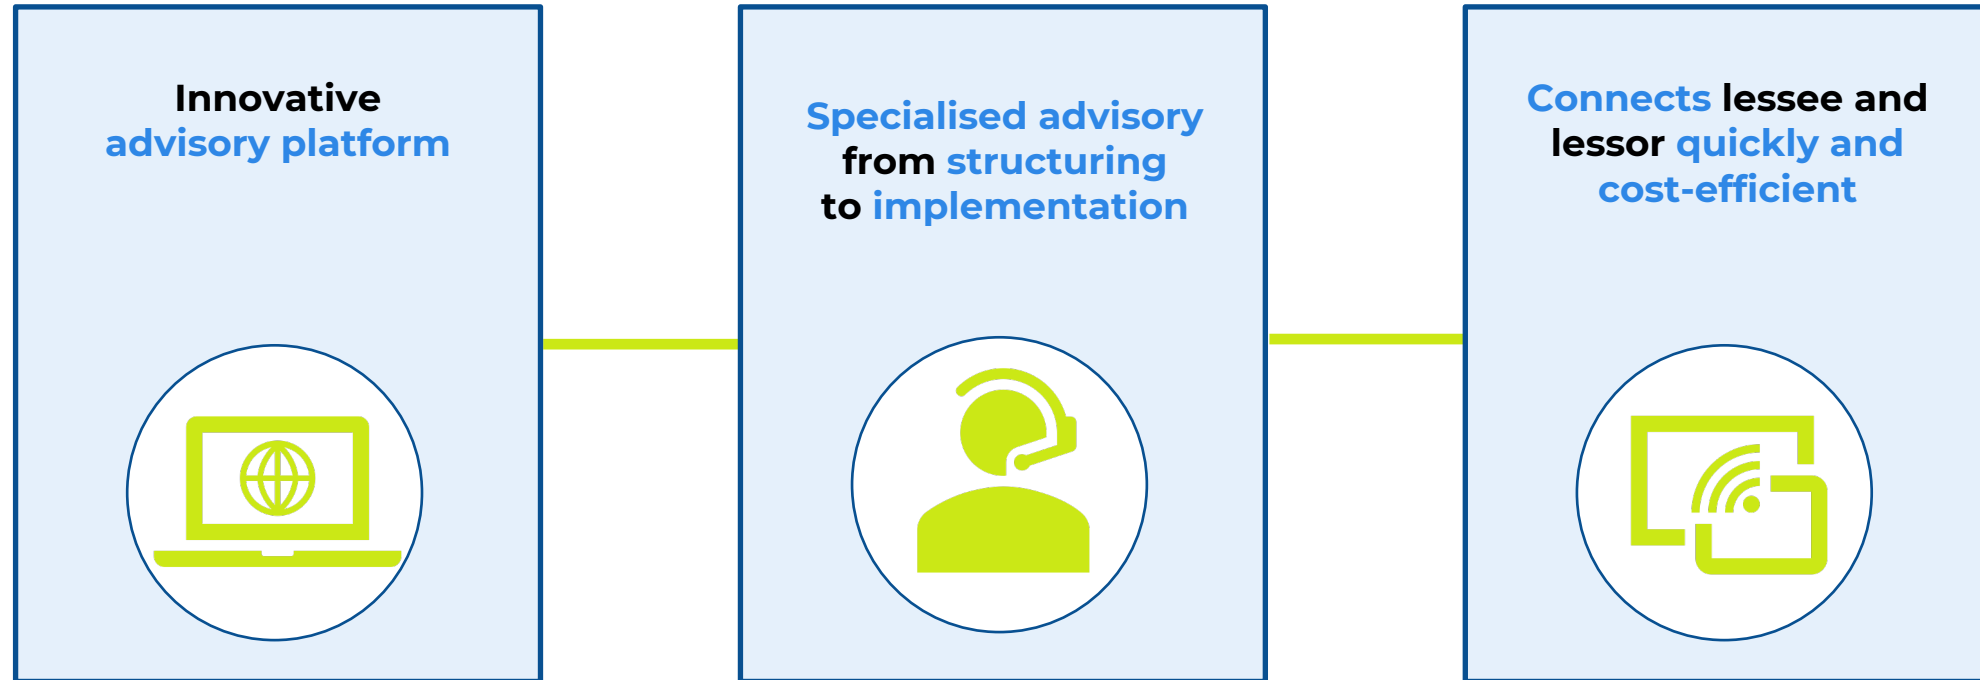 Innovative
advisory platform
Specialised advisory
from structuring
to implementation
Connects lessee and
lessor quickly and
cost-efficient